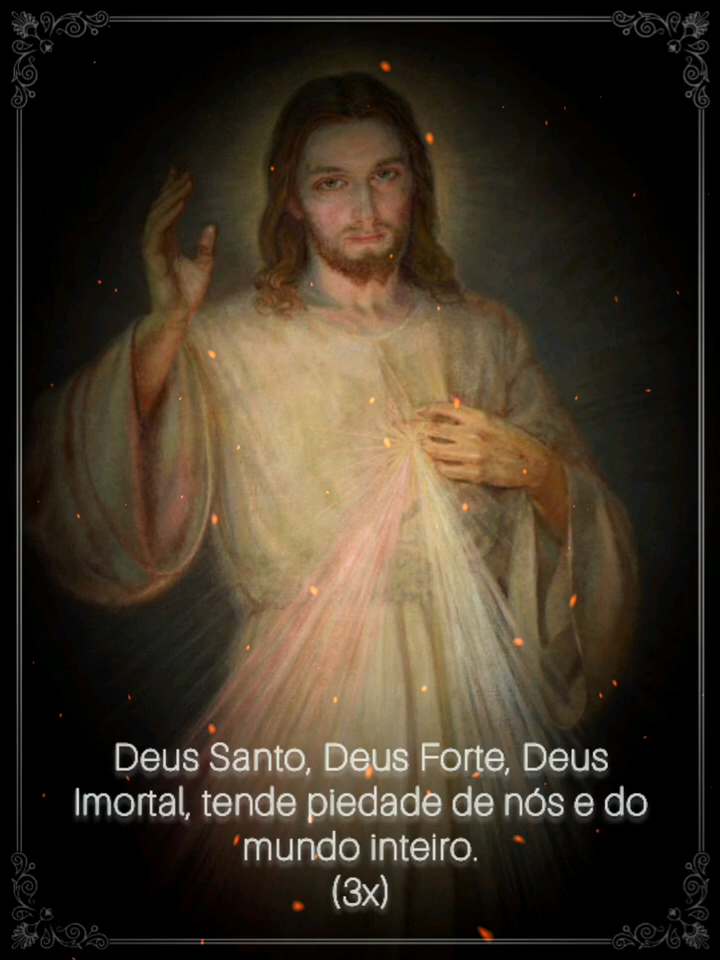 Deus Santo, Deus Forte, Deus
Imortal, tende piedade de nós e do
mundo inteiro.
(3x)